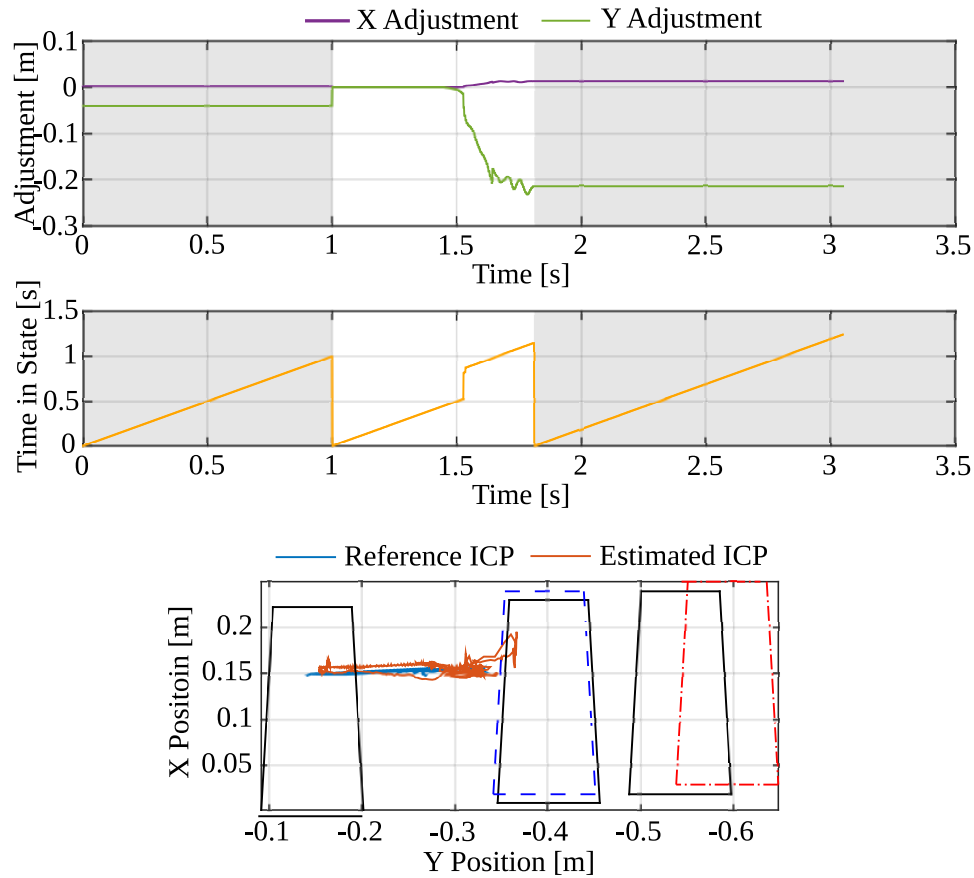 X Adjustment Y Adjustment
Adjustment [m]
0.1
0
-0.1
-0.2
-0.3
0 0.5 1 1.5 2 2.5 3 3.5
Time [s]
Time in State [s]
1.5
1
0.5
0
0 0.5 1 1.5 2 2.5 3 3.5
Time [s]
Reference ICP Estimated ICP
X Positoin [m]
0.2
0.15
0.1
0.05
-0.1 -0.2 -0.3 -0.4 -0.5 -0.6
Y Position [m]